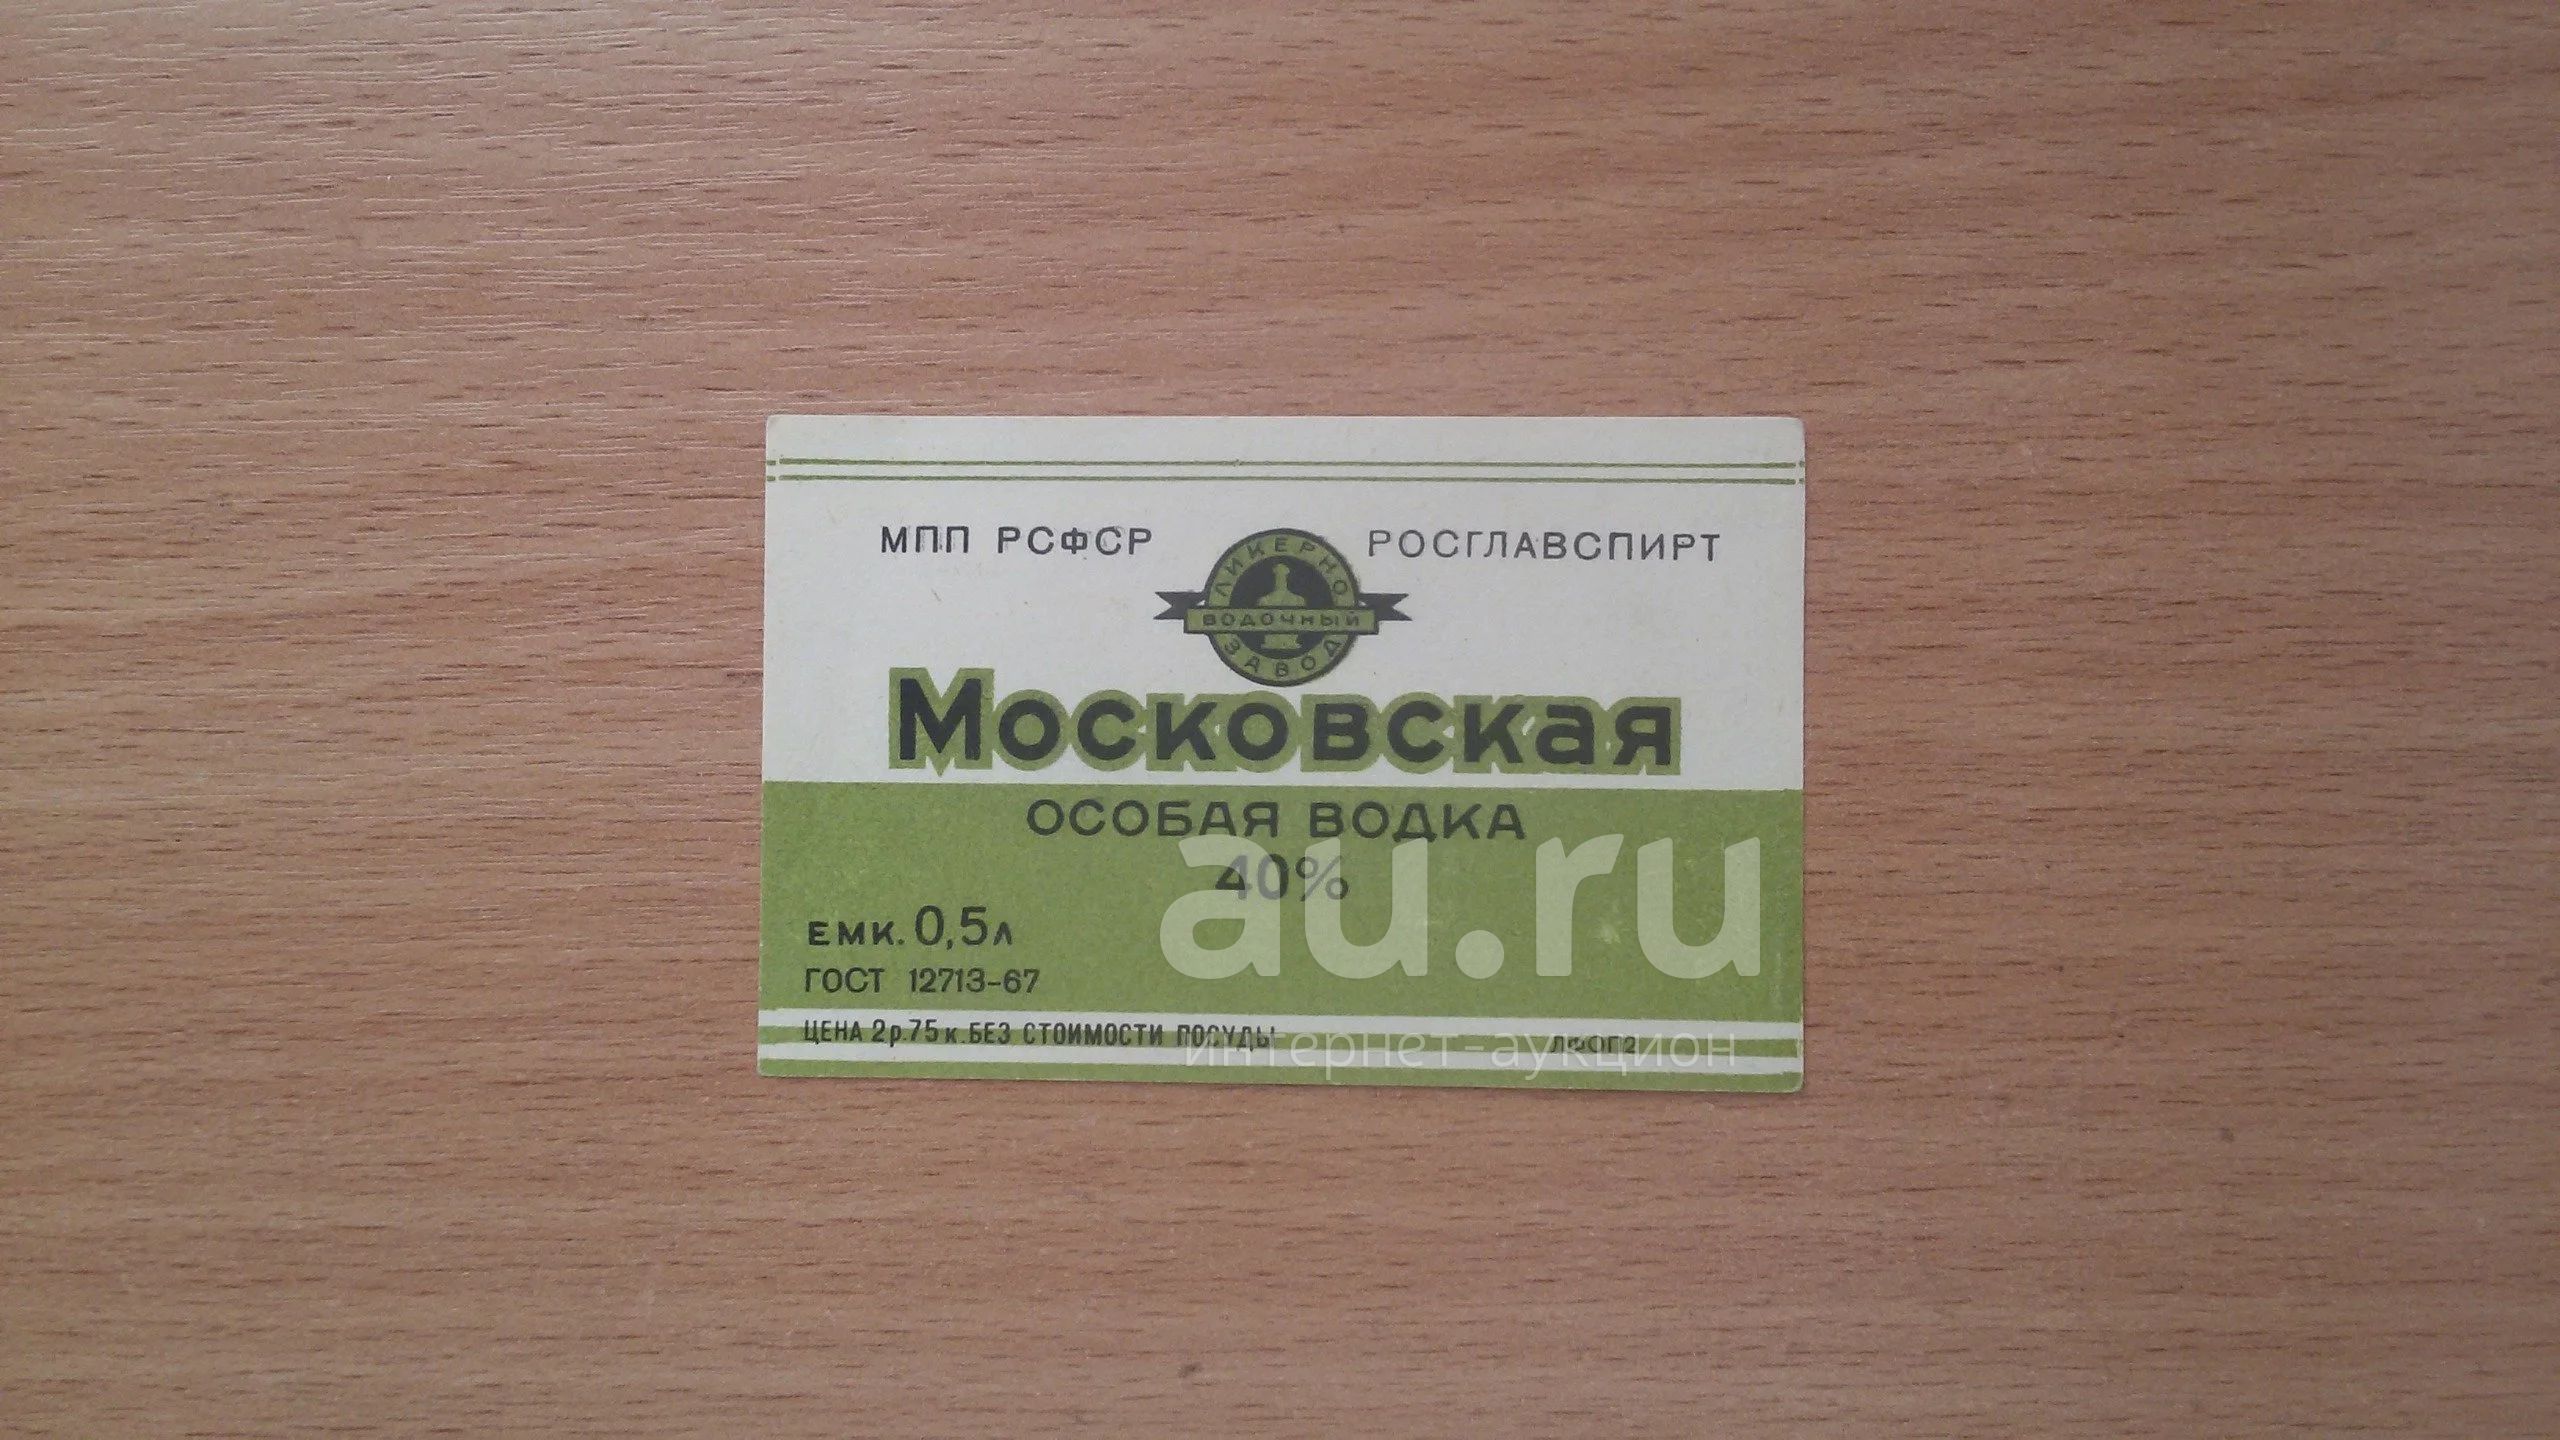 МПП РСФСР
РОСГЛАВСПИРТ
ЛИКЕРНО
ВОДОЧНЫЙ
ЗАВОД
Московская
ОСОБАЯ ВОДКА
40%
ЕМК. 0,5л
ГОСТ 12713-67
ЦЕНА 2р.75к.БЕЗ СТОИМОСТИ ПОСУДЫ
ЛФОП2
au.ru
интернет-аукцион